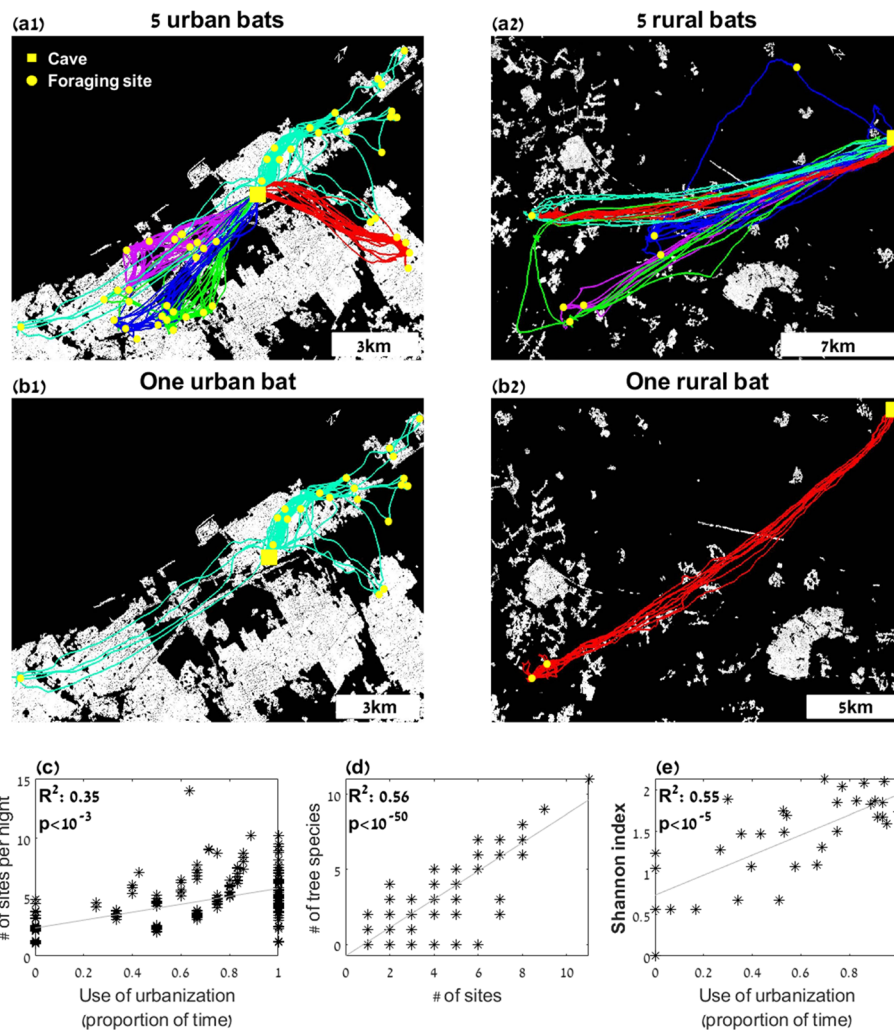 (a1) 5 urban bats
(a2) 5 rural bats
N
N
Cave
Foraging site
3km
7km
(b1) One urban bat
(b2) One rural bat
N
N
3km
5km
(c)
R²: 0.35
p<10⁻³
15
10
5
0
0 0.2 0.4 0.6 0.8 1
# of sites per night
Use of urbanization
(proportion of time)
(d)
R²: 0.56
p<10⁻⁵⁰
10
5
0
0 2 4 6 8 10
# of tree species
# of sites
(e)
R²: 0.55
p<10⁻⁵
2
1.5
1
0.5
0
0 0.2 0.4 0.6 0.8
Shannon index
Use of urbanization
(proportion of time)